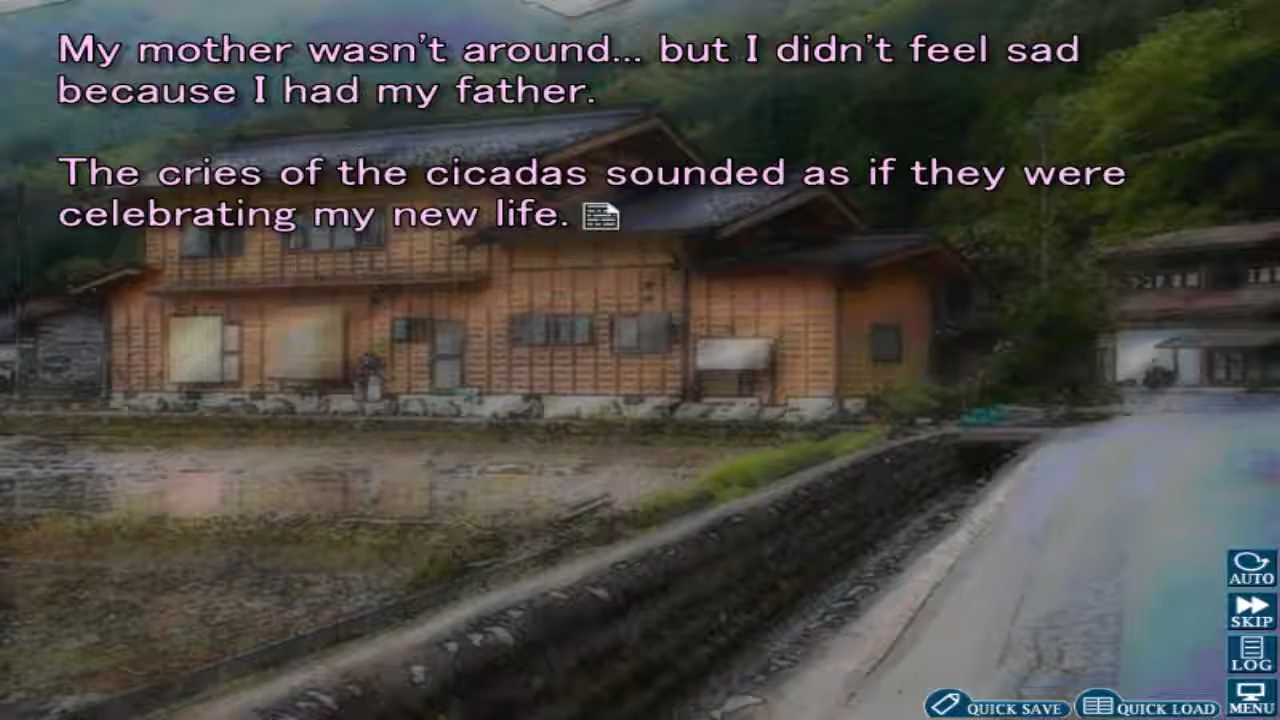 My mother wasn't around... but I didn't feel sad
because I had my father.
The cries of the cicadas sounded as if they were
celebrating my new life.
AUTO
SKIP
LOG
MENU
QUICK SAVE
QUICK LOAD